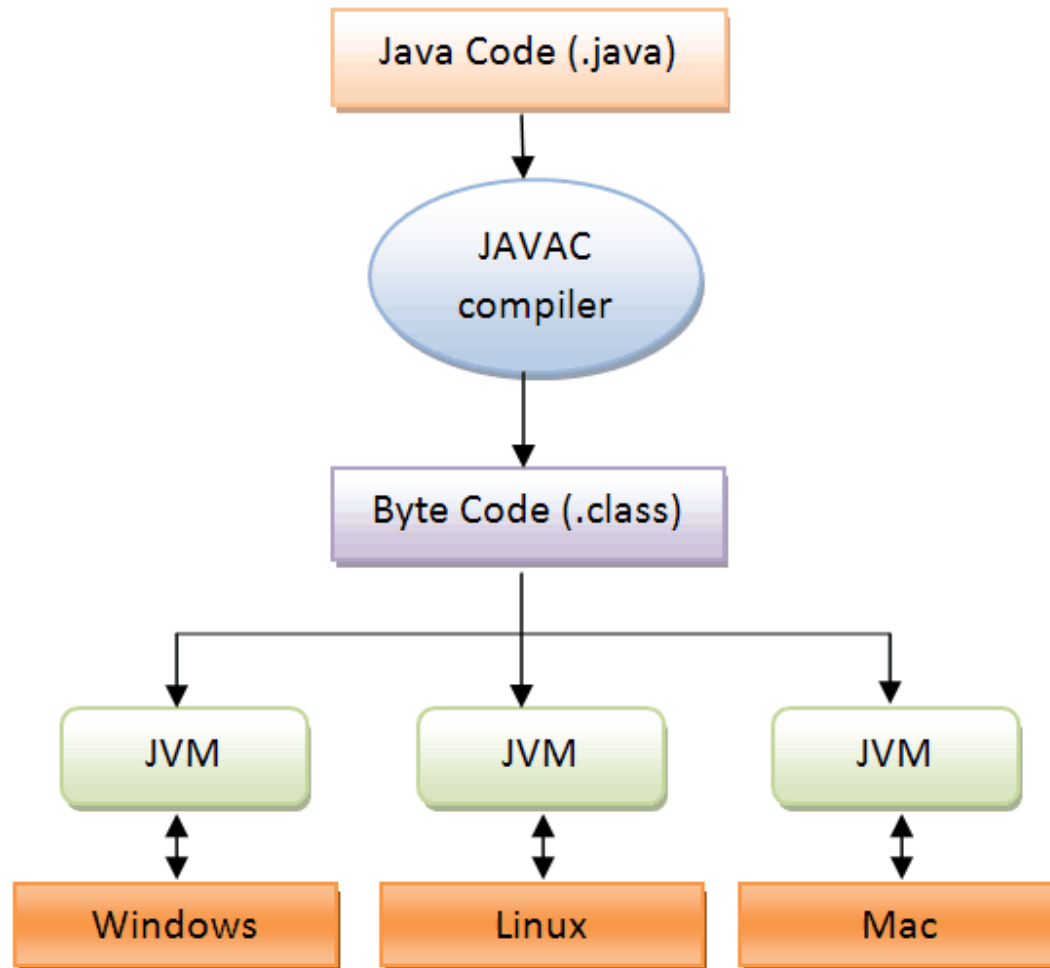 Java Code (.java)
JAVAC
compiler
Byte Code (.class)
JVM
JVM
JVM
Windows
Linux
Mac